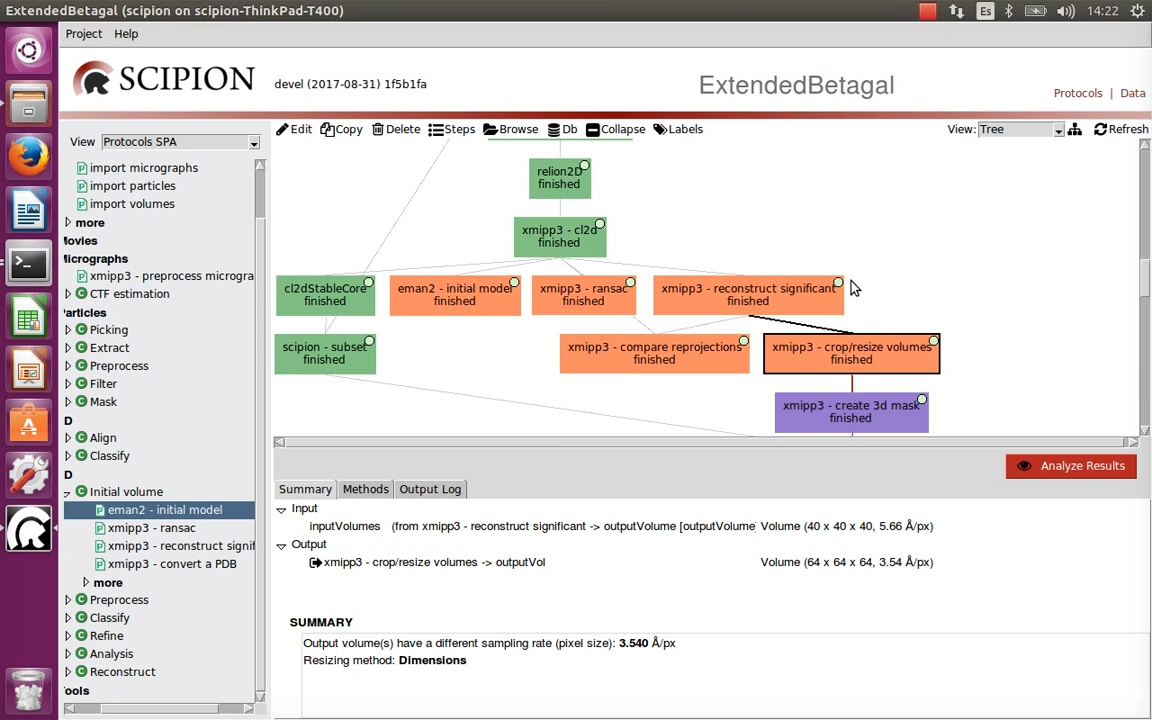 ExtendedBetagal (scipion on scipion-ThinkPad-T400)
Es
14:22
Project Help
SCIPION
devel (2017-08-31) 1f5b1fa
ExtendedBetagal
Protocols | Data
View Protocols SPA
Edit Copy Delete Steps Browse Db Collapse Labels
View: Tree
Refresh
import micrographs
import particles
import volumes
more
Movies
Micrographs
xmipp3 - preprocess microgra
CTF estimation
Particles
Picking
Extract
Preprocess
Filter
Mask
D
Align
Classify
D
Initial volume
eman2 - initial model
xmipp3 - ransac
xmipp3 - reconstruct signif
xmipp3 - convert a PDB
more
Preprocess
Classify
Refine
Analysis
Reconstruct
Tools
relion2D
finished
xmipp3 - cl2d
finished
cl2dStableCore
finished
eman2 - initial model
finished
xmipp3 - ransac
finished
xmipp3 - reconstruct significant
finished
scipion - subset
finished
xmipp3 - compare reprojections
finished
xmipp3 - crop/resize volumes
finished
xmipp3 - create 3d mask
finished
Analyze Results
Summary Methods Output Log
Input
inputVolumes (from xmipp3 - reconstruct significant -> outputVolume [outputVolume Volume (40 x 40 x 40, 5.66 Å/px)
Output
xmipp3 - crop/resize volumes -> outputVol Volume (64 x 64 x 64, 3.54 Å/px)
SUMMARY
Output volume(s) have a different sampling rate (pixel size): 3.540 Å/px
Resizing method: Dimensions